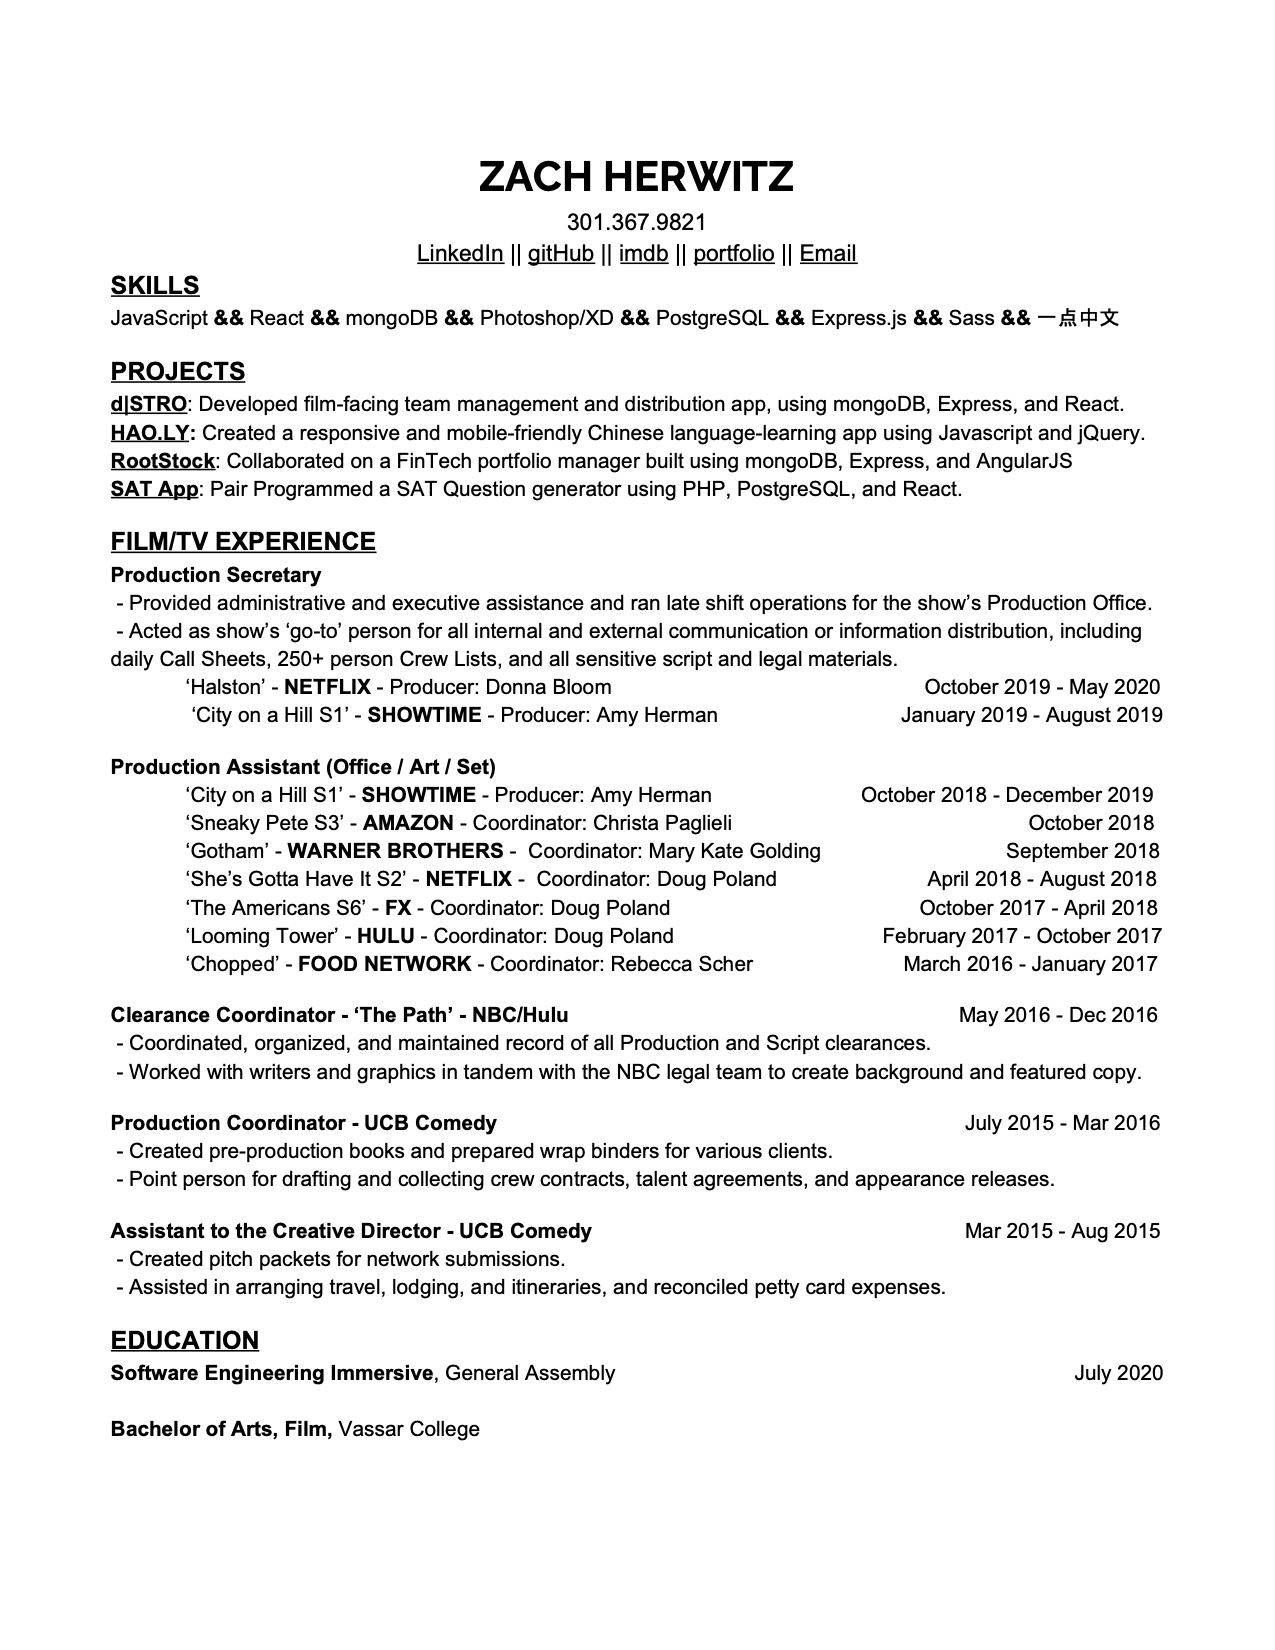 ZACH HERWITZ
301.367.9821
LinkedIn || gitHub || imdb || portfolio || Email
SKILLS
JavaScript && React && mongoDB && Photoshop/XD && PostgreSQL && Express.js && Sass && 一点中文
PROJECTS
d|STRO: Developed film-facing team management and distribution app, using mongoDB, Express, and React.
HAO.LY: Created a responsive and mobile-friendly Chinese language-learning app using Javascript and jQuery.
RootStock: Collaborated on a FinTech portfolio manager built using mongoDB, Express, and AngularJS
SAT App: Pair Programmed a SAT Question generator using PHP, PostgreSQL, and React.
FILM/TV EXPERIENCE
Production Secretary
- Provided administrative and executive assistance and ran late shift operations for the show’s Production Office.
- Acted as show’s ‘go-to’ person for all internal and external communication or information distribution, including
daily Call Sheets, 250+ person Crew Lists, and all sensitive script and legal materials.
‘Halston’ - NETFLIX - Producer: Donna Bloom October 2019 - May 2020
‘City on a Hill S1’ - SHOWTIME - Producer: Amy Herman January 2019 - August 2019
Production Assistant (Office / Art / Set)
‘City on a Hill S1’ - SHOWTIME - Producer: Amy Herman October 2018 - December 2019
‘Sneaky Pete S3’ - AMAZON - Coordinator: Christa Paglieli October 2018
‘Gotham’ - WARNER BROTHERS - Coordinator: Mary Kate Golding September 2018
‘She’s Gotta Have It S2’ - NETFLIX - Coordinator: Doug Poland April 2018 - August 2018
‘The Americans S6’ - FX - Coordinator: Doug Poland October 2017 - April 2018
‘Looming Tower’ - HULU - Coordinator: Doug Poland February 2017 - October 2017
‘Chopped’ - FOOD NETWORK - Coordinator: Rebecca Scher March 2016 - January 2017
Clearance Coordinator - ‘The Path’ - NBC/Hulu May 2016 - Dec 2016
- Coordinated, organized, and maintained record of all Production and Script clearances.
- Worked with writers and graphics in tandem with the NBC legal team to create background and featured copy.
Production Coordinator - UCB Comedy July 2015 - Mar 2016
- Created pre-production books and prepared wrap binders for various clients.
- Point person for drafting and collecting crew contracts, talent agreements, and appearance releases.
Assistant to the Creative Director - UCB Comedy Mar 2015 - Aug 2015
- Created pitch packets for network submissions.
- Assisted in arranging travel, lodging, and itineraries, and reconciled petty card expenses.
EDUCATION
Software Engineering Immersive, General Assembly July 2020
Bachelor of Arts, Film, Vassar College